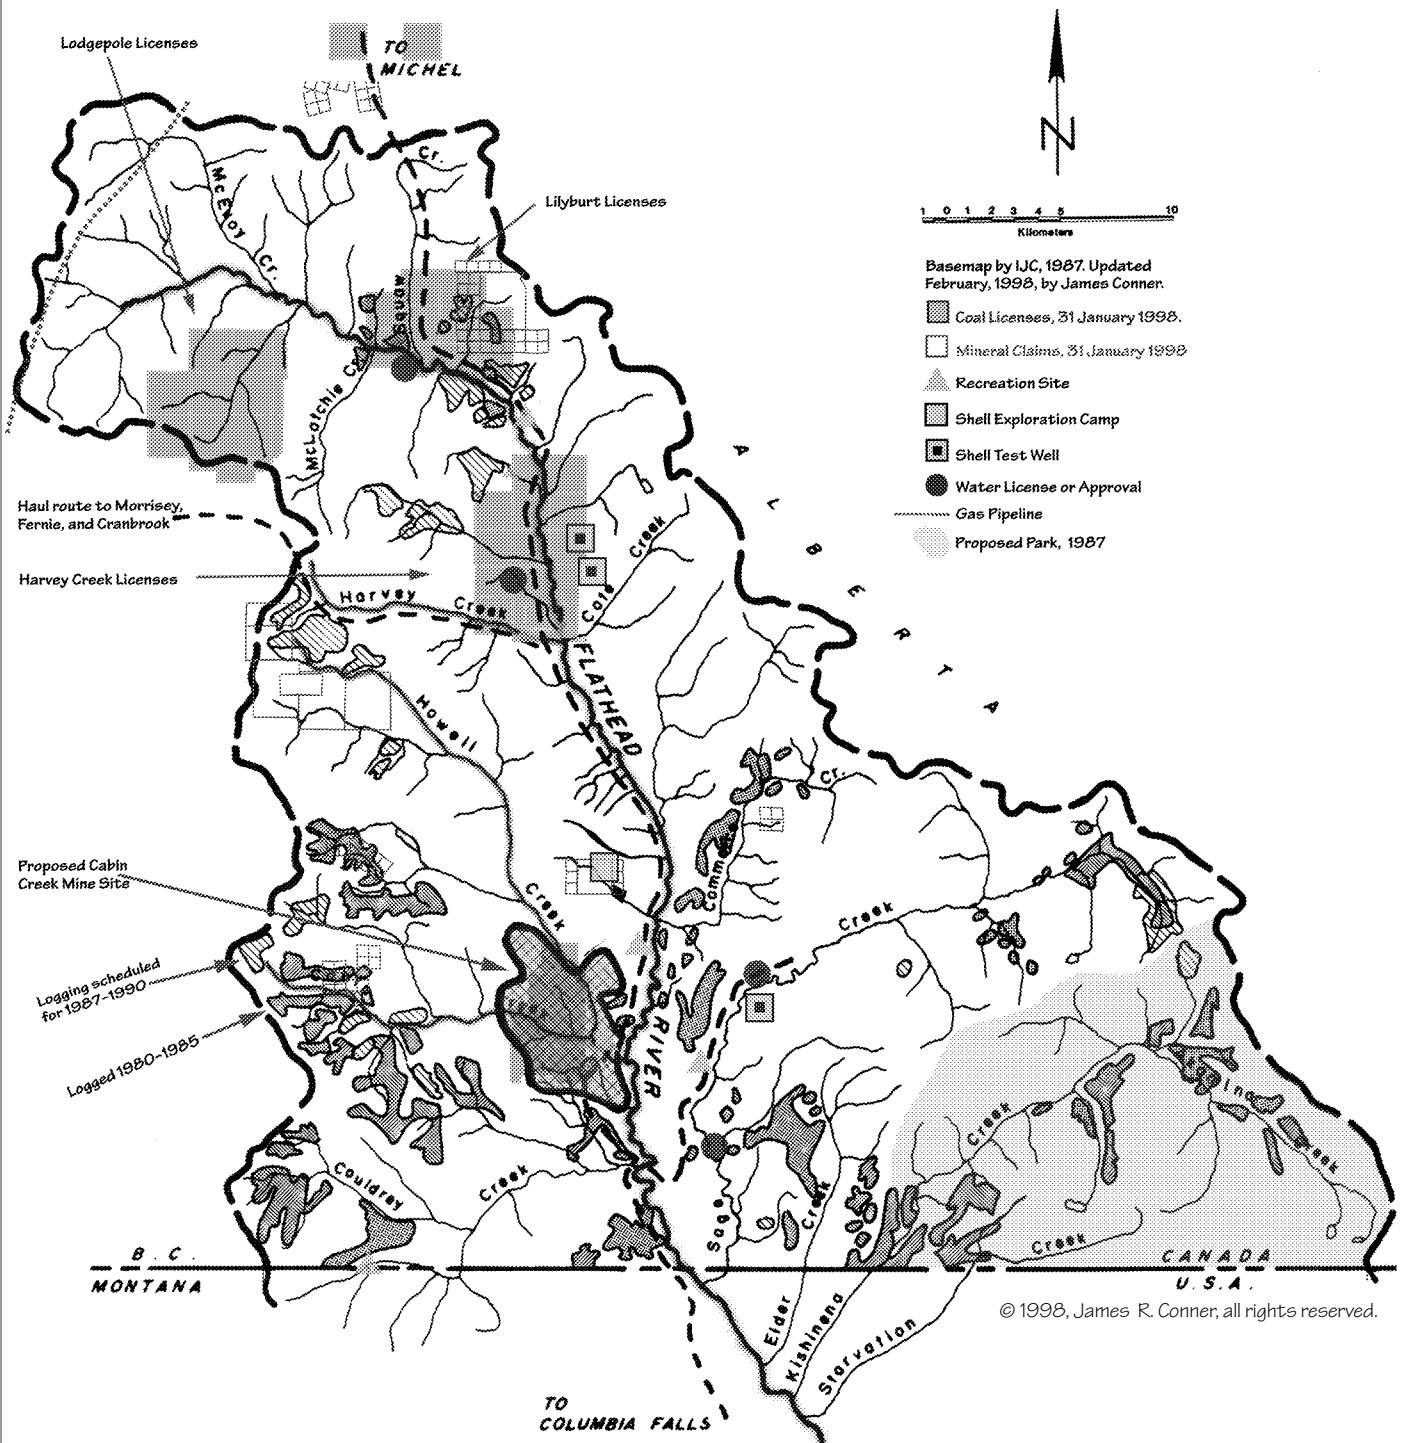 Lodgepole Licenses
TO
MICHEL
N
Cr.
McEvoy
Cr.
Lilyburt Licenses
1 0 1 2 3 4 5 10
Kilometers
Basemap by IJC, 1987. Updated
February, 1998, by James Conner.
Coal Licenses, 31 January 1998.
Mineral Claims, 31 January 1998
Recreation Site
Shell Exploration Camp
Shell Test Well
Water License or Approval
Gas Pipeline
Proposed Park, 1987
Squaw
McLatchie Cr.
ALBERTA
Haul route to Morrisey,
Fernie, and Cranbrook
Harvey Creek Licenses
Harvey Creek
Cate Creek
FLATHEAD
Howell
Creek
Cr.
Commerce
Proposed Cabin
Creek Mine Site
Creek
Logging scheduled
for 1987-1990
Logged 1980-1985
RIVER
Creek
Creek
Couldrey
Creek
Sage
Creek
Creek
B. C.
MONTANA
CANADA
U.S.A.
© 1998, James R. Conner, all rights reserved.
Elder
Kishinena
Starvation
TO
COLUMBIA FALLS